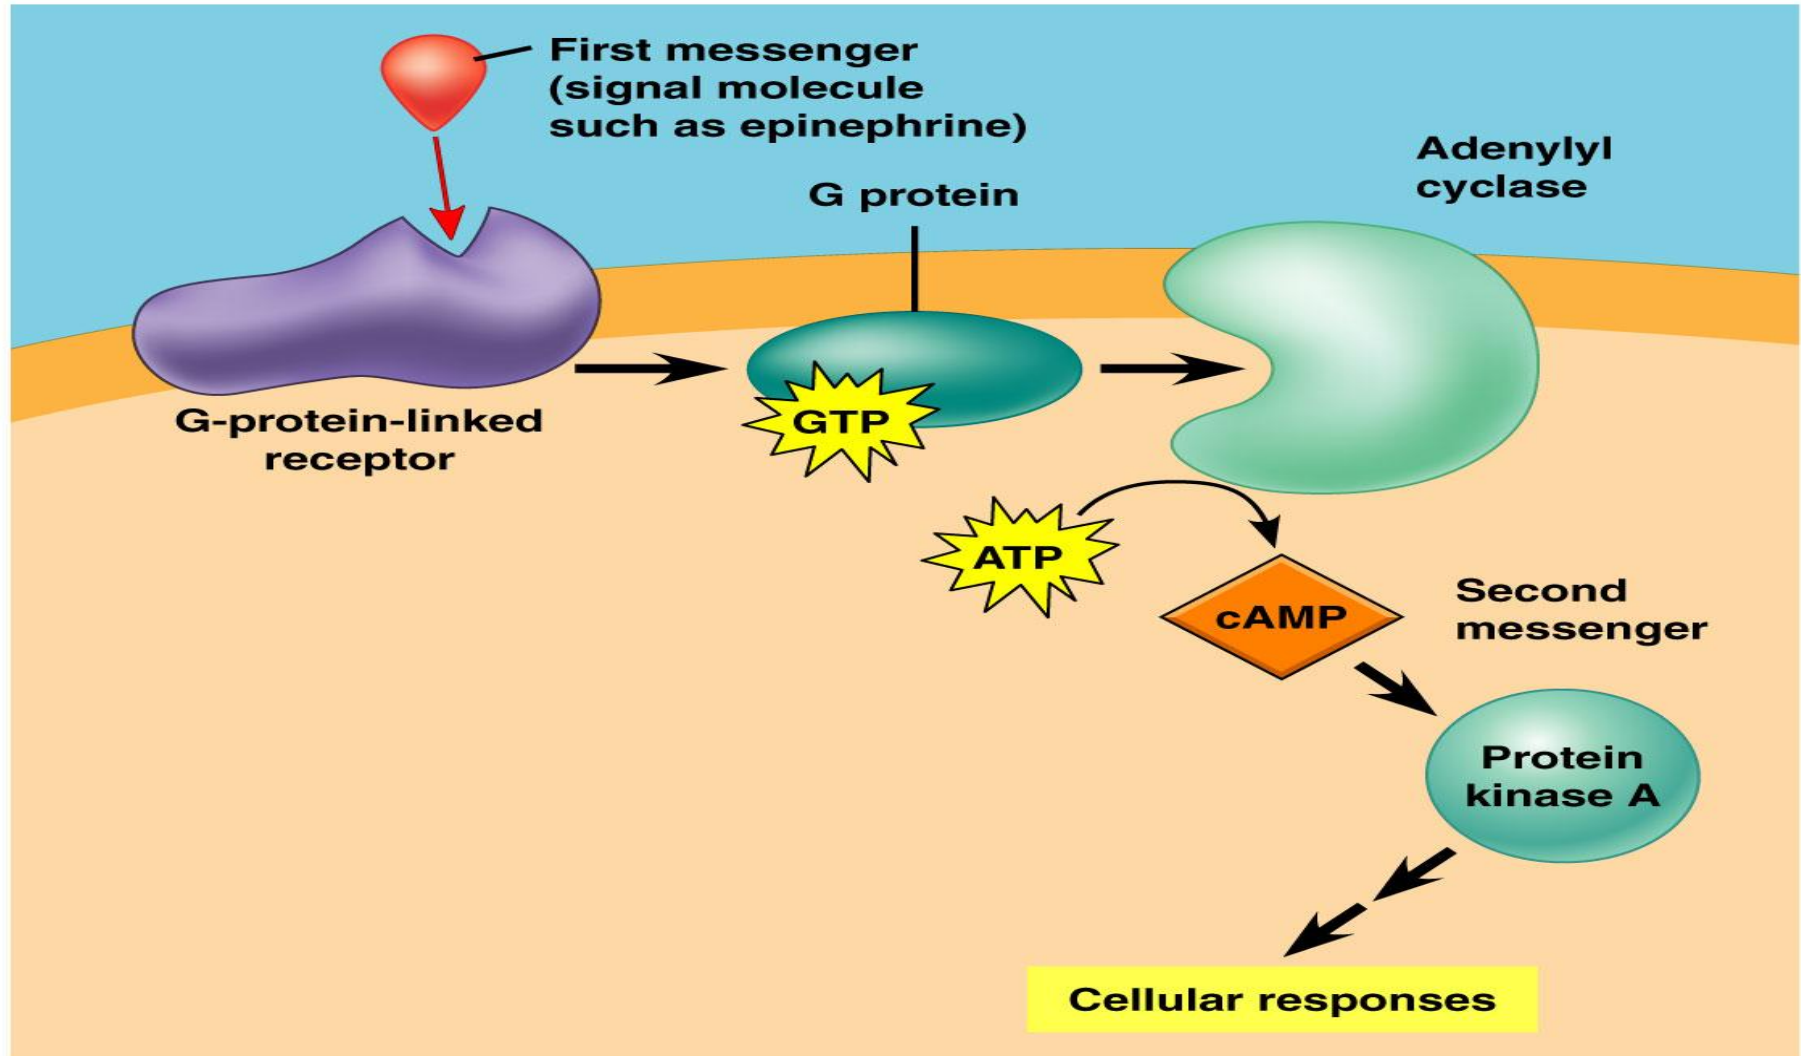 First messenger
(signal molecule
such as epinephrine)
Adenylyl
cyclase
G protein
G-protein-linked
receptor
GTP
ATP
cAMP
Second
messenger
Protein
kinase A
Cellular responses